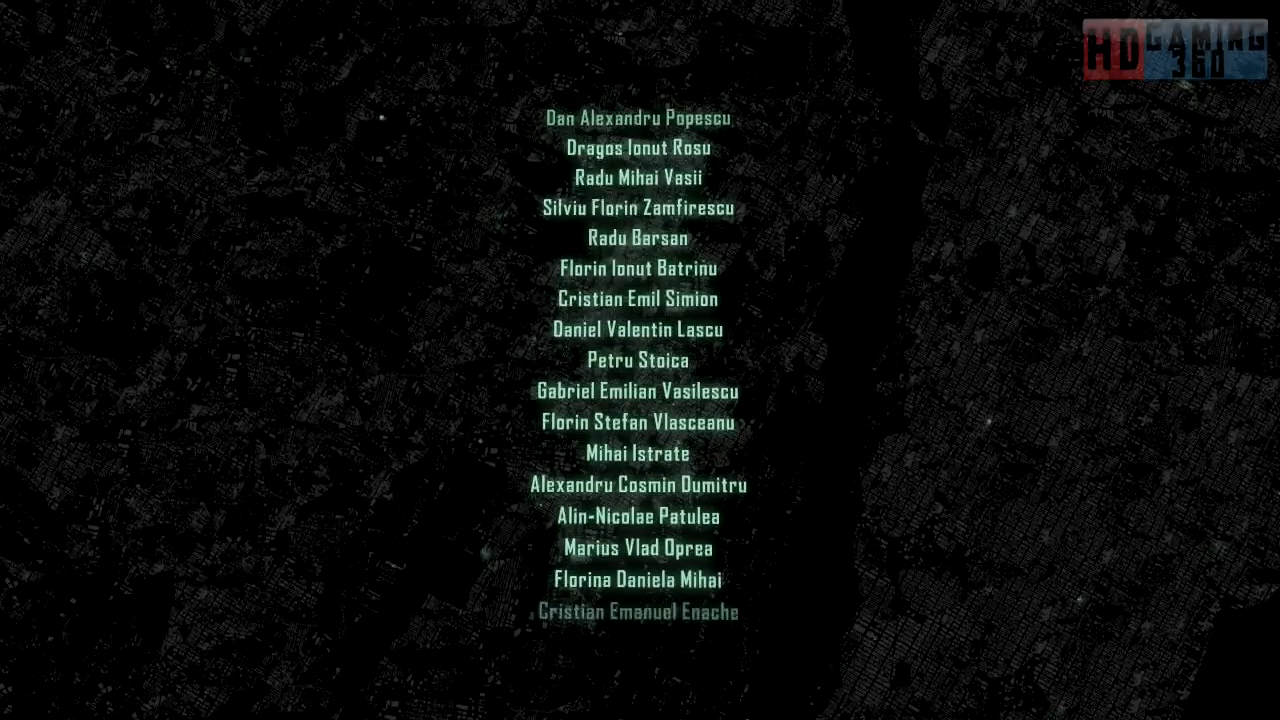 HD GAMING
360
Dan Alexandru Popescu
Dragos Ionut Rosu
Radu Mihai Vasii
Silviu Florin Zamfirescu
Radu Barsan
Florin Ionut Batrinu
Cristian Emil Simion
Daniel Valentin Lascu
Petru Stoica
Gabriel Emilian Vasilescu
Florin Stefan Vlasceanu
Mihai Istrate
Alexandru Cosmin Dumitru
Alin-Nicolae Patulea
Marius Vlad Oprea
Florina Daniela Mihai
Cristian Emanuel Enache